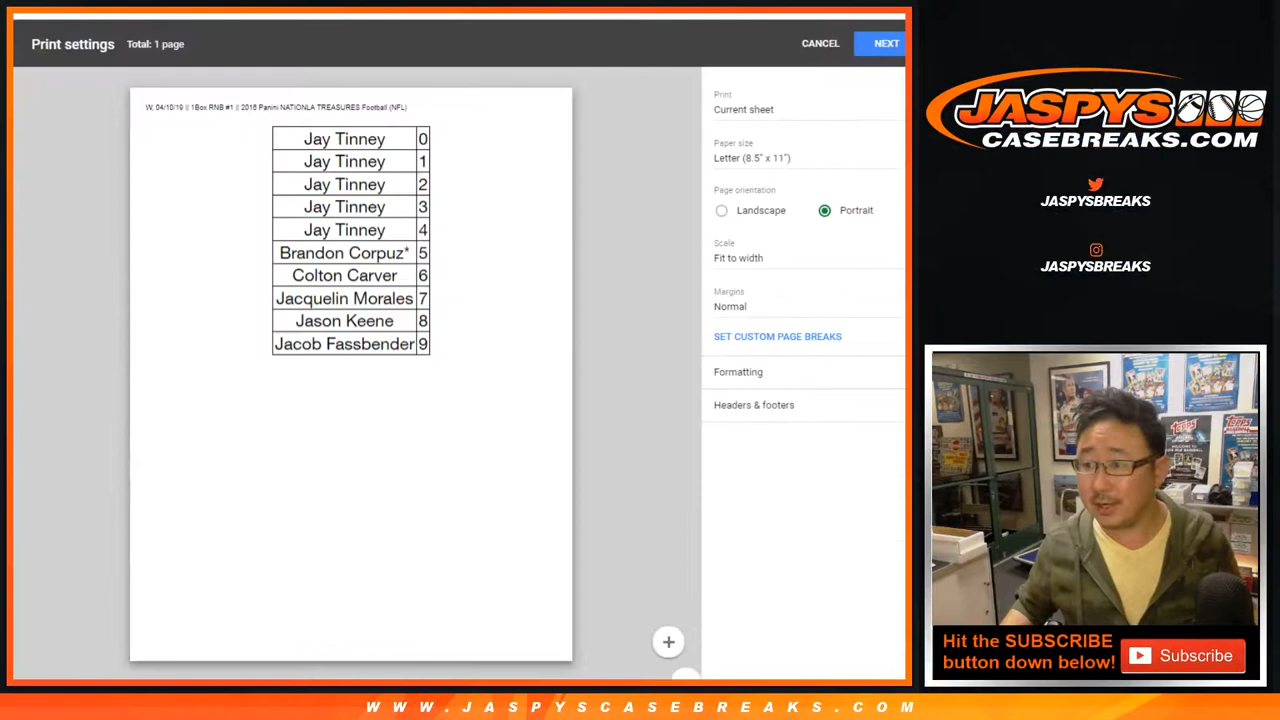 Print settings
Total: 1 page
CANCEL
NEXT
W, 04/10/19 || 1Box RNB #1 || 2016 Panini NATIONLA TREASURES Football (NFL)
Jay Tinney 0
Jay Tinney 1
Jay Tinney 2
Jay Tinney 3
Jay Tinney 4
Brandon Corpuz* 5
Colton Carver 6
Jacquelin Morales 7
Jason Keene 8
Jacob Fassbender 9
Print
Current sheet
Paper size
Letter (8.5" x 11")
Page orientation
Landscape
Portrait
Scale
Fit to width
Margins
Normal
SET CUSTOM PAGE BREAKS
Formatting
Headers & footers
JASPYS
CASEBREAKS.COM
JASPYSBREAKS
JASPYSBREAKS
Topps
Topps
Hit the SUBSCRIBE
button down below!
Subscribe
WWW.JASPYSCASEBREAKS.COM